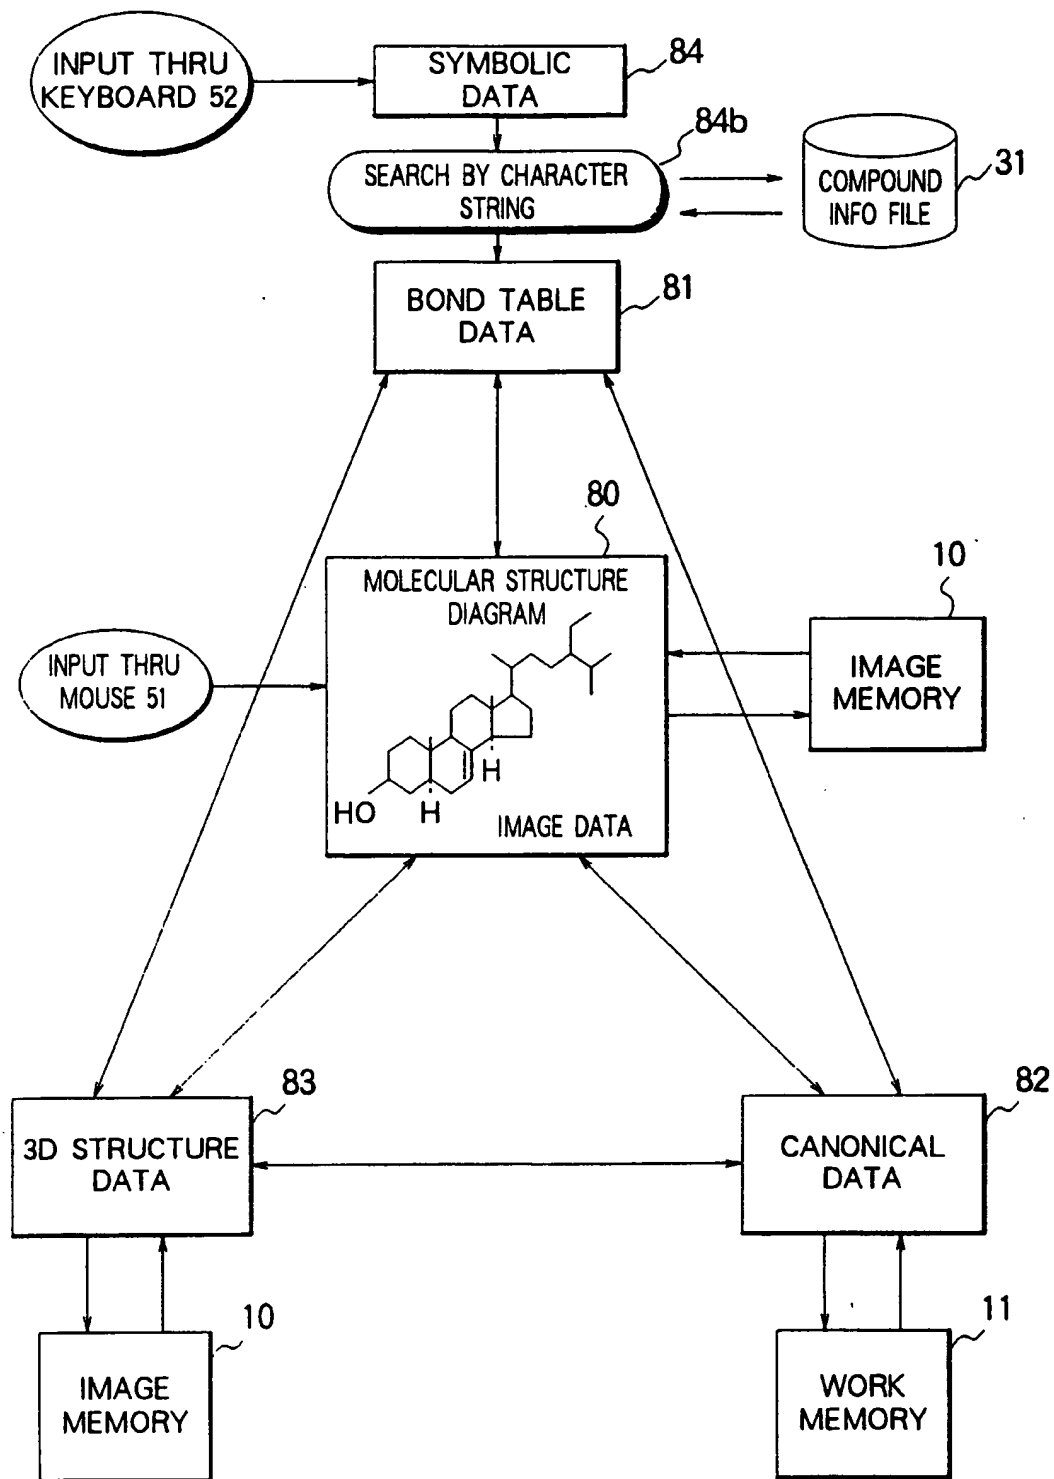 INPUT THRU
KEYBOARD 52
SYMBOLIC
DATA
84
SEARCH BY CHARACTER
STRING
84b
COMPOUND
INFO FILE
31
BOND TABLE
DATA
81
80
MOLECULAR STRUCTURE
DIAGRAM
HO
H
H
IMAGE DATA
INPUT THRU
MOUSE 51
10
IMAGE
MEMORY
83
3D STRUCTURE
DATA
82
CANONICAL
DATA
10
IMAGE
MEMORY
11
WORK
MEMORY